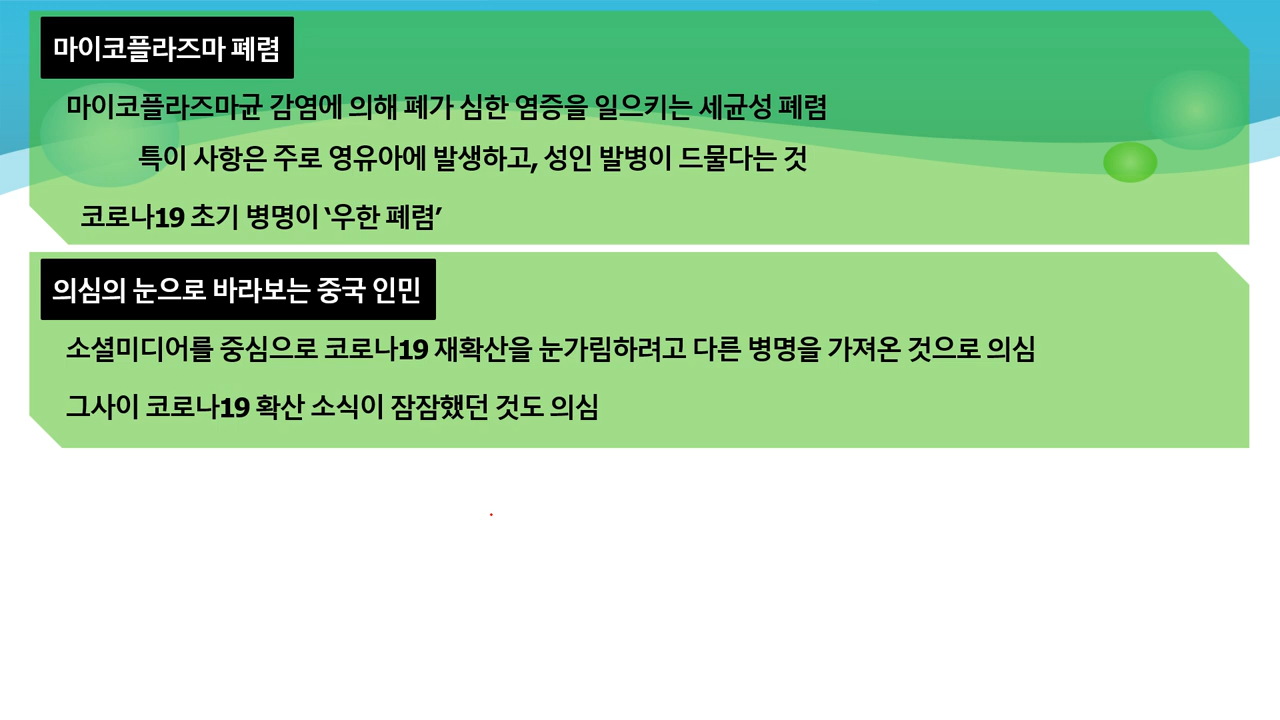 마이코플라즈마 폐렴
마이코플라즈마균 감염에 의해 폐가 심한 염증을 일으키는 세균성 폐렴
특이 사항은 주로 영유아에 발생하고, 성인 발병이 드물다는 것
코로나19 초기 병명이 ‘우한 폐렴’
의심의 눈으로 바라보는 중국 인민
소셜미디어를 중심으로 코로나19 재확산을 눈가림하려고 다른 병명을 가져온 것으로 의심
그사이 코로나19 확산 소식이 잠잠했던 것도 의심